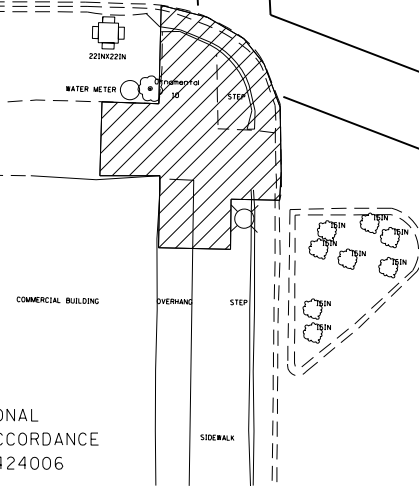 22INX22IN
WATER METER
Ornamental
10
STEP
15IN
15IN
15IN
15IN
15IN
15IN
COMMERCIAL BUILDING
OVERHANG
STEP
15IN
15IN
SIDEWALK
ONAL
CCORDANCE
424006